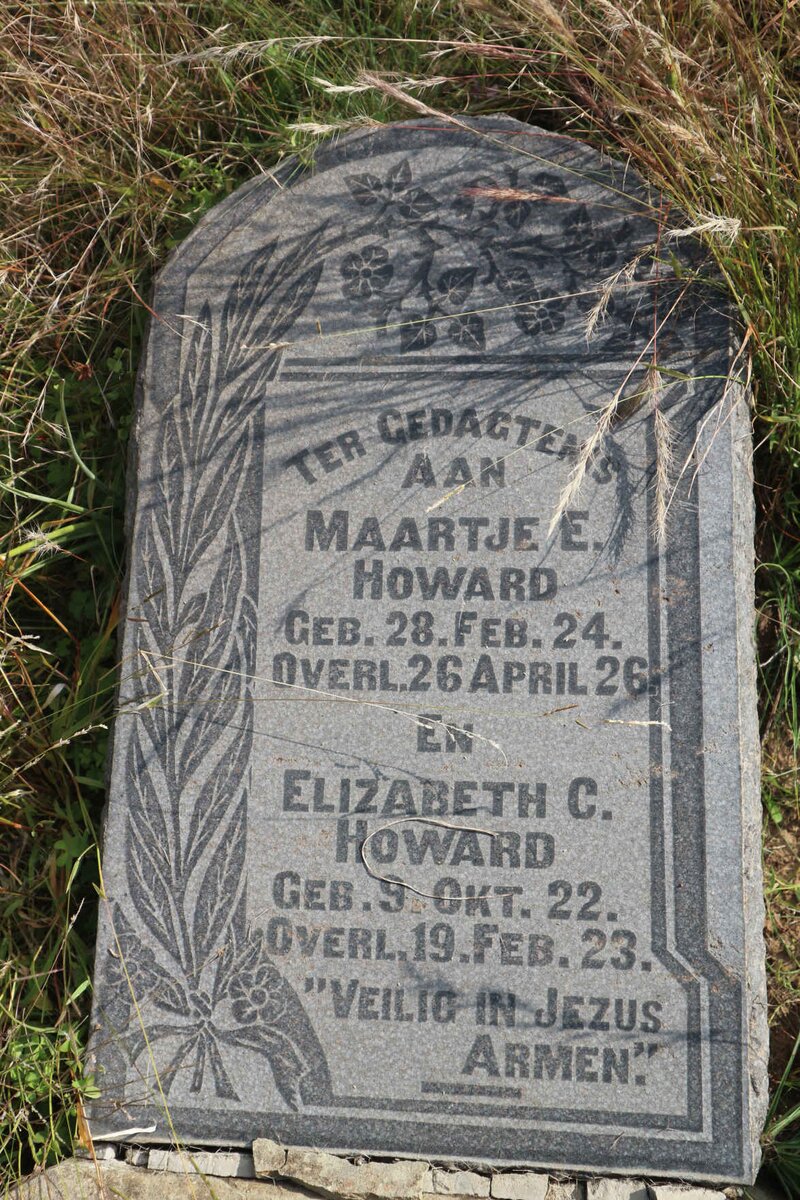 TER GEDAGTENIS
AAN
MAARTJE E.
HOWARD
GEB. 28. FEB. 24.
OVERL. 26 APRIL 26.
EN
ELIZABETH C.
HOWARD
GEB. 9. OKT. 22.
OVERL. 19. FEB. 23.
"VEILIG IN JEZUS
ARMEN."